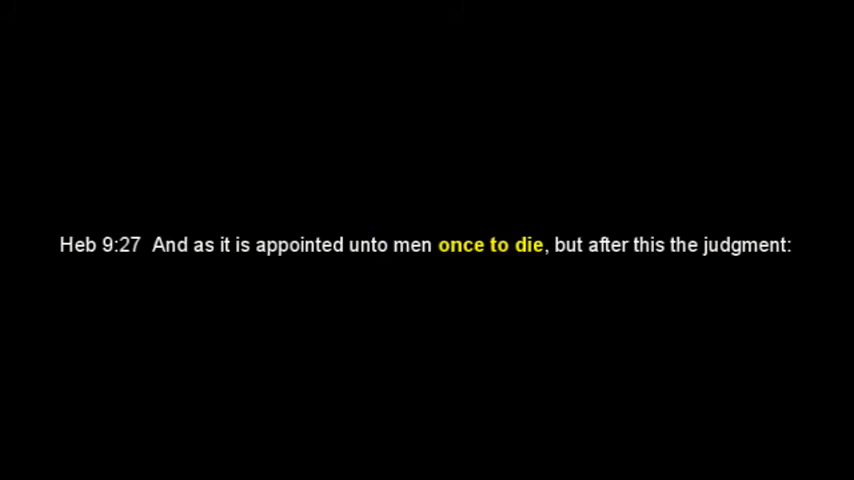 Heb 9:27  And as it is appointed unto men once to die, but after this the judgment: